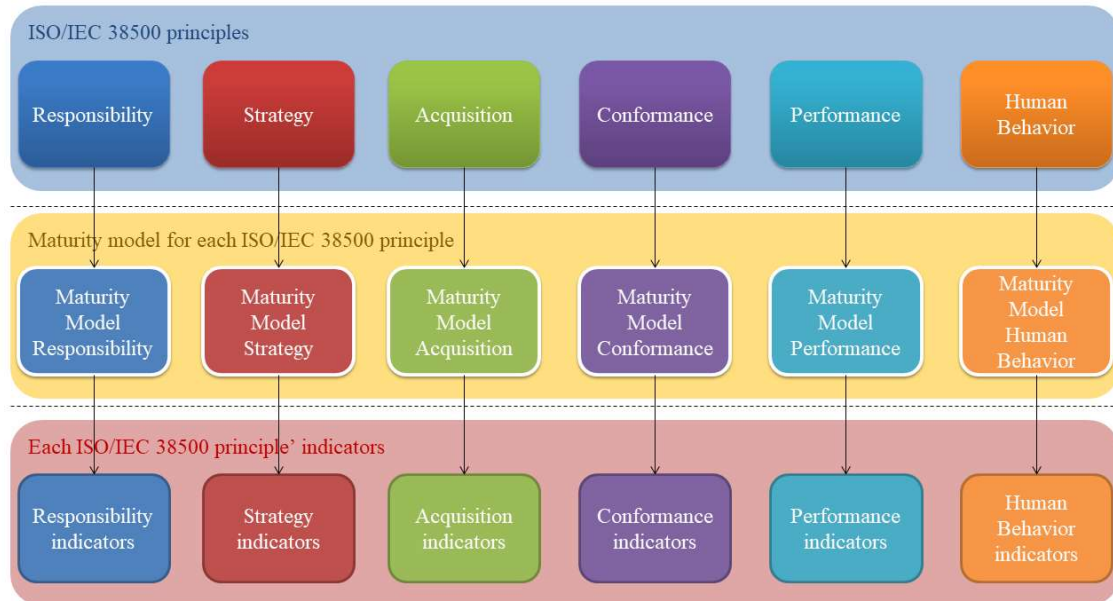 ISO/IEC 38500 principles
Responsibility
Strategy
Acquisition
Conformance
Performance
Human
Behavior
Maturity model for each ISO/IEC 38500 principle
Maturity
Model
Responsibility
Maturity
Model
Strategy
Maturity
Model
Acquisition
Maturity
Model
Conformance
Maturity
Model
Performance
Maturity
Model
Human
Behavior
Each ISO/IEC 38500 principle’ indicators
Responsibility
indicators
Strategy
indicators
Acquisition
indicators
Conformance
indicators
Performance
indicators
Human
Behavior
indicators